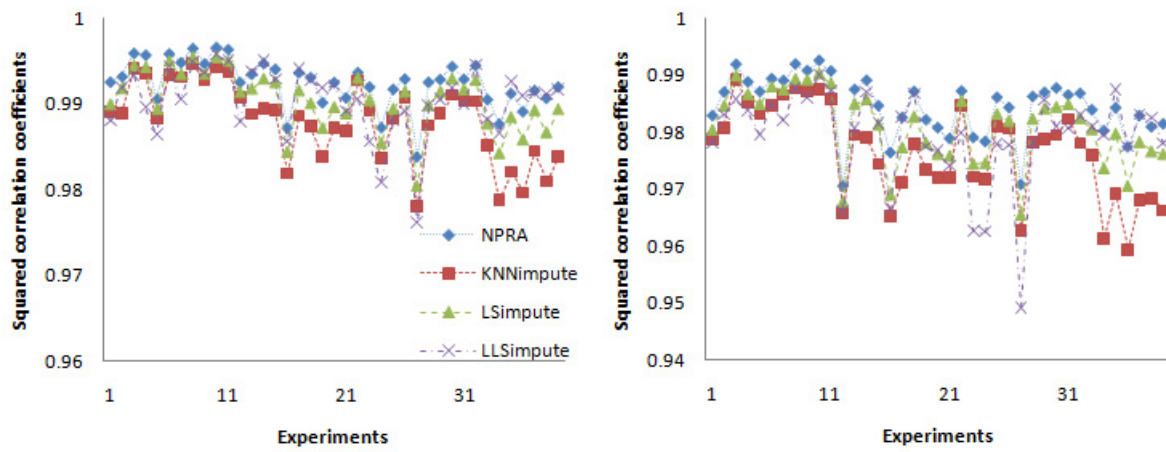 Squared correlation coefficients
1
0.99
0.98
0.97
0.96
1
11
21
31
Experiments
NPRA
KNNimpute
LSimpute
LLSimpute
Squared correlation coefficients
1
0.99
0.98
0.97
0.96
0.95
0.94
1
11
21
31
Experiments